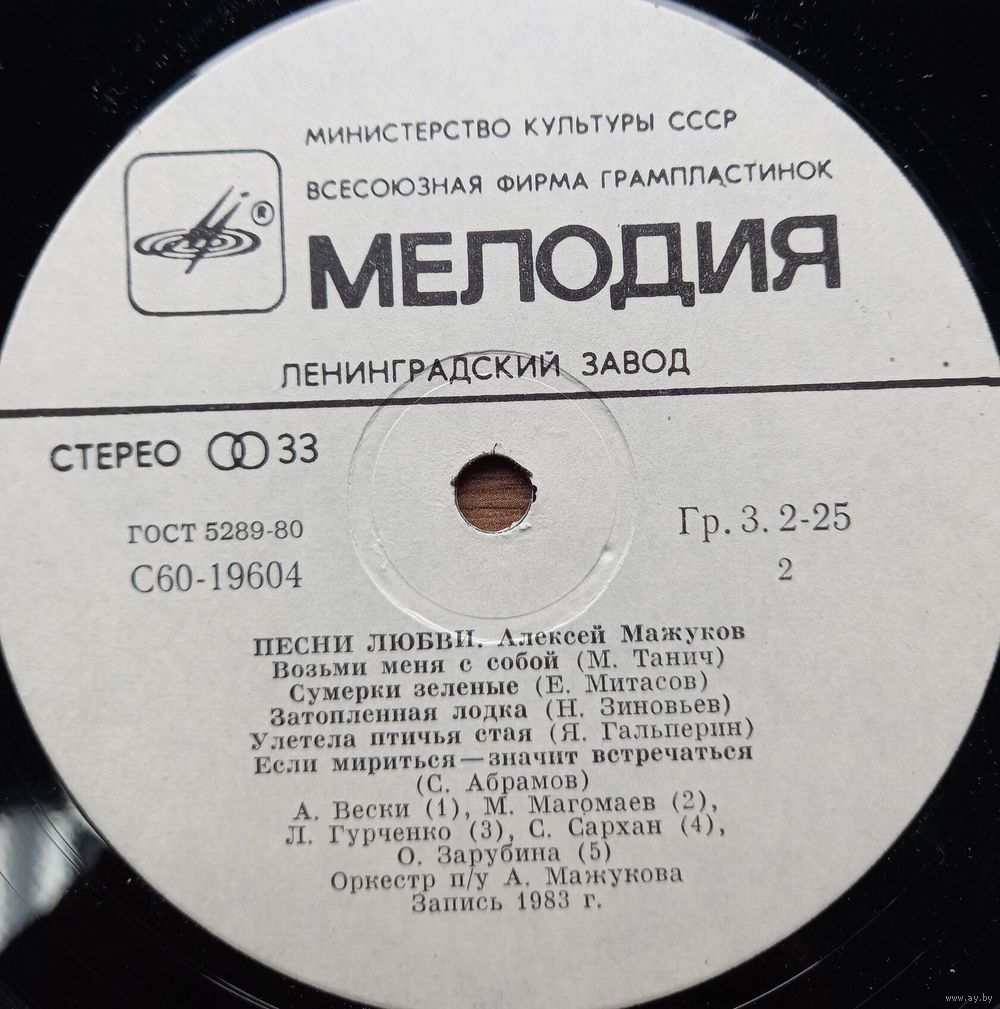 МИНИСТЕРСТВО КУЛЬТУРЫ СССР
ВСЕСОЮЗНАЯ ФИРМА ГРАМПЛАСТИНОК
®
МЕЛОДИЯ
ЛЕНИНГРАДСКИЙ ЗАВОД
СТЕРЕО 33
ГОСТ 5289-80
С60-19604
Гр. 3. 2-25
2
ПЕСНИ ЛЮБВИ. Алексей Мажуков
Возьми меня с собой (М. Танич)
Сумерки зеленые (Е. Митасов)
Затопленная лодка (Н. Зиновьев)
Улетела птичья стая (Я. Гальперин)
Если мириться — значит встречаться
(С. Абрамов)
А. Вески (1), М. Магомаев (2),
Л. Гурченко (3), С. Сархан (4),
О. Зарубина (5)
Оркестр п/у А. Мажукова
Запись 1983 г.
www.ay.by